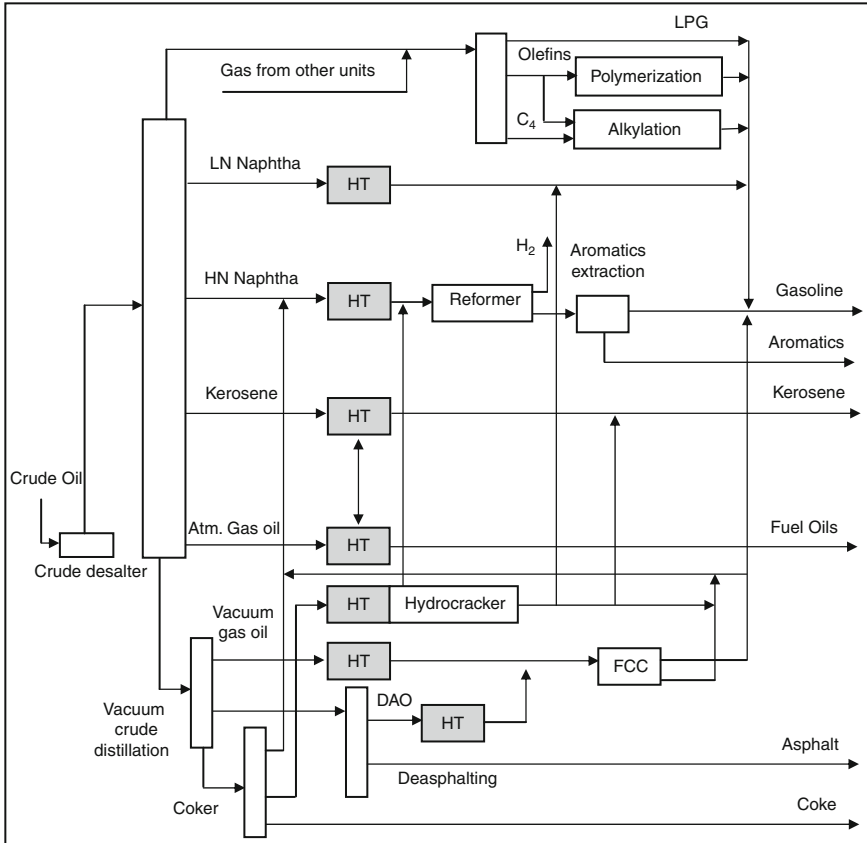 LPG
Olefins
Gas from other units
Polymerization
C₄
Alkylation
LN Naphtha
HT
H₂
Aromatics
extraction
HN Naphtha
HT
Reformer
Gasoline
Aromatics
Kerosene
HT
Kerosene
Crude Oil
Atm. Gas oil
HT
Fuel Oils
Crude desalter
HT
Hydrocracker
Vacuum
gas oil
HT
FCC
DAO
HT
Vacuum
crude
distillation
Asphalt
Deasphalting
Coker
Coke